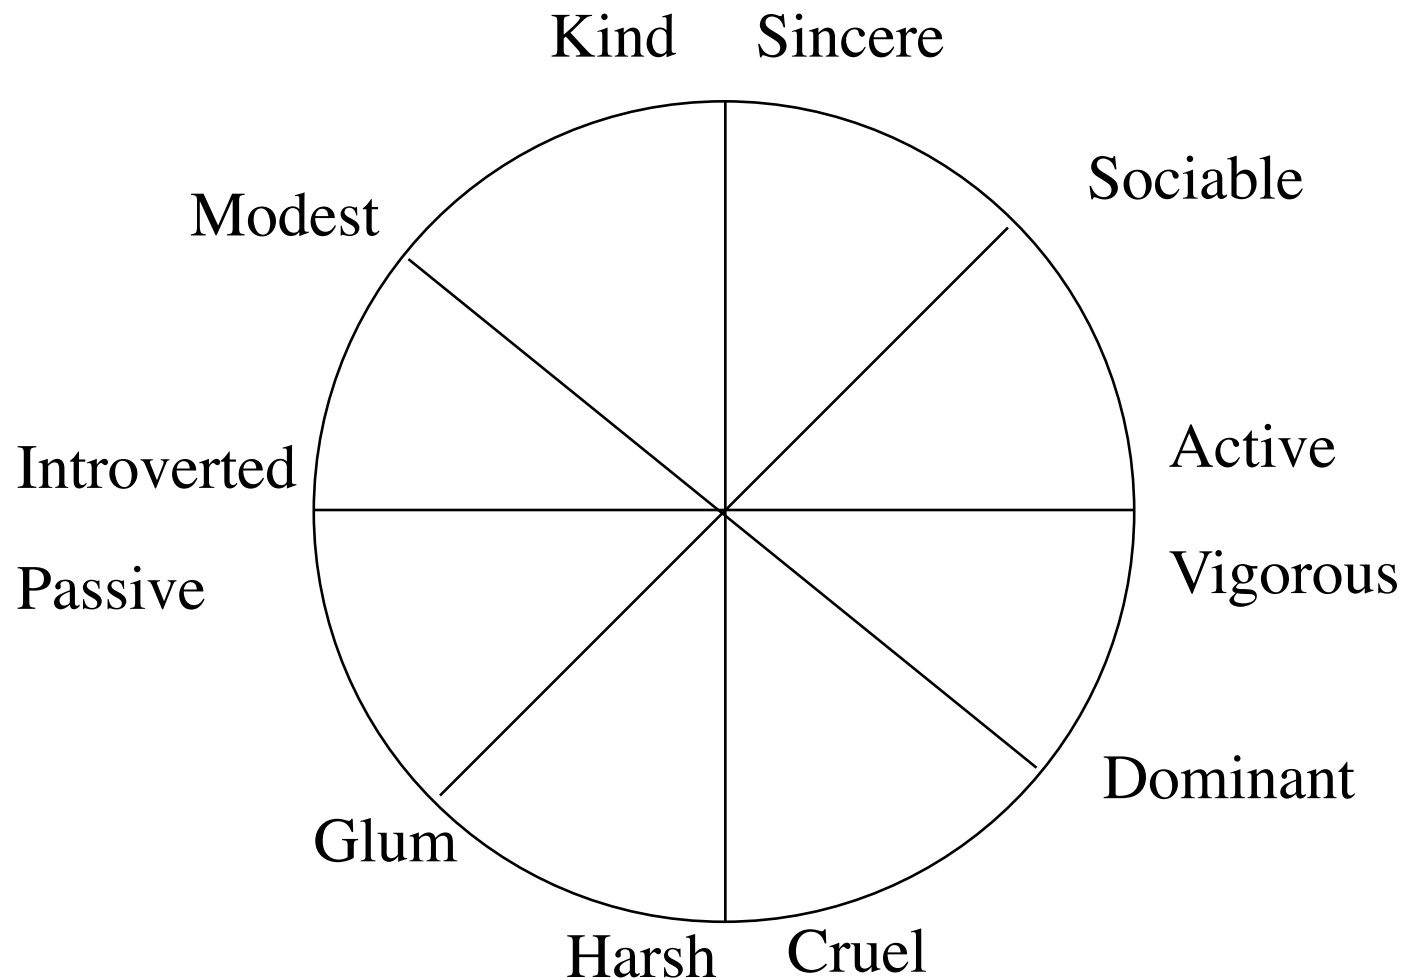 Kind Sincere
Sociable
Modest
Active
Introverted
Vigorous
Passive
Dominant
Glum
Harsh Cruel